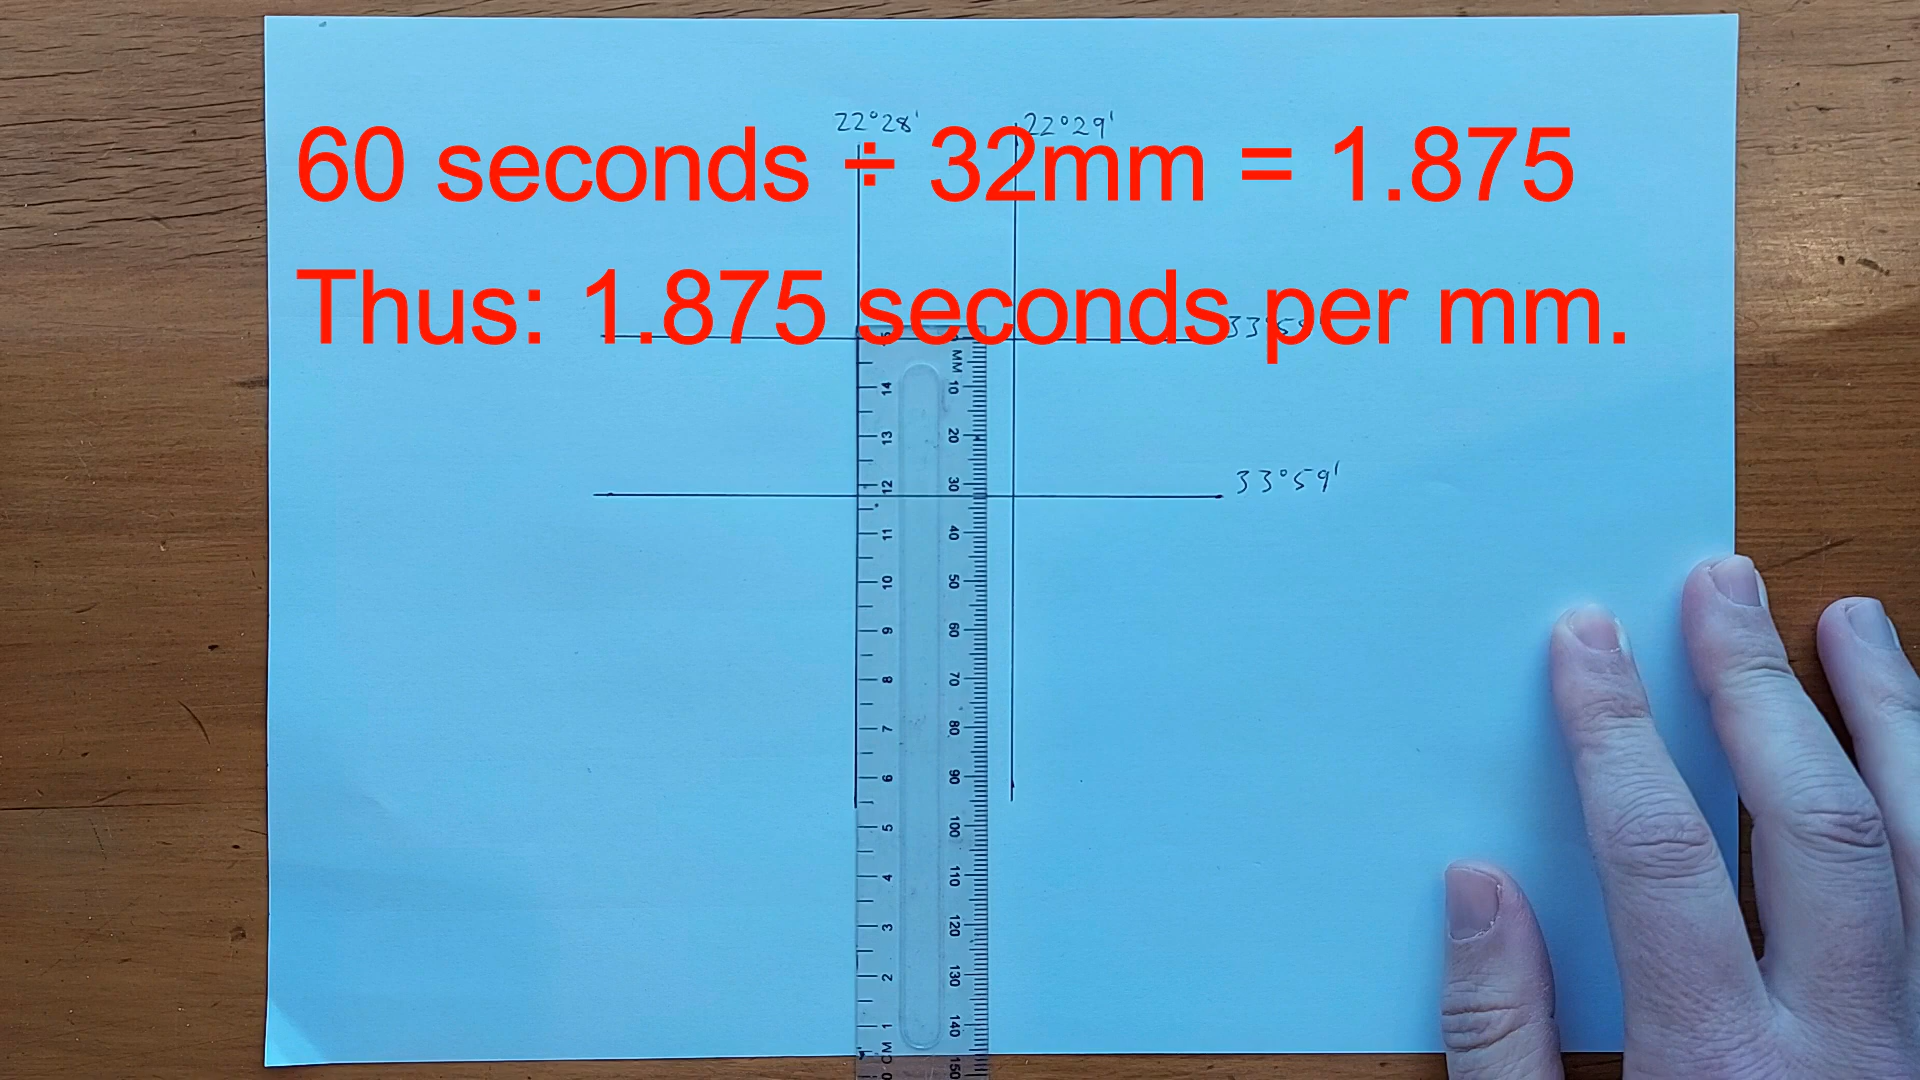 22°28' 22°29'
60 seconds ÷ 32mm = 1.875
Thus: 1.875 seconds per mm.
33°59'
MM 10 20 30 40 50 60 70 80 90 100 110 120 130 140 150
0 CM 1 2 3 4 5 6 7 8 9 10 11 12 13 14 15